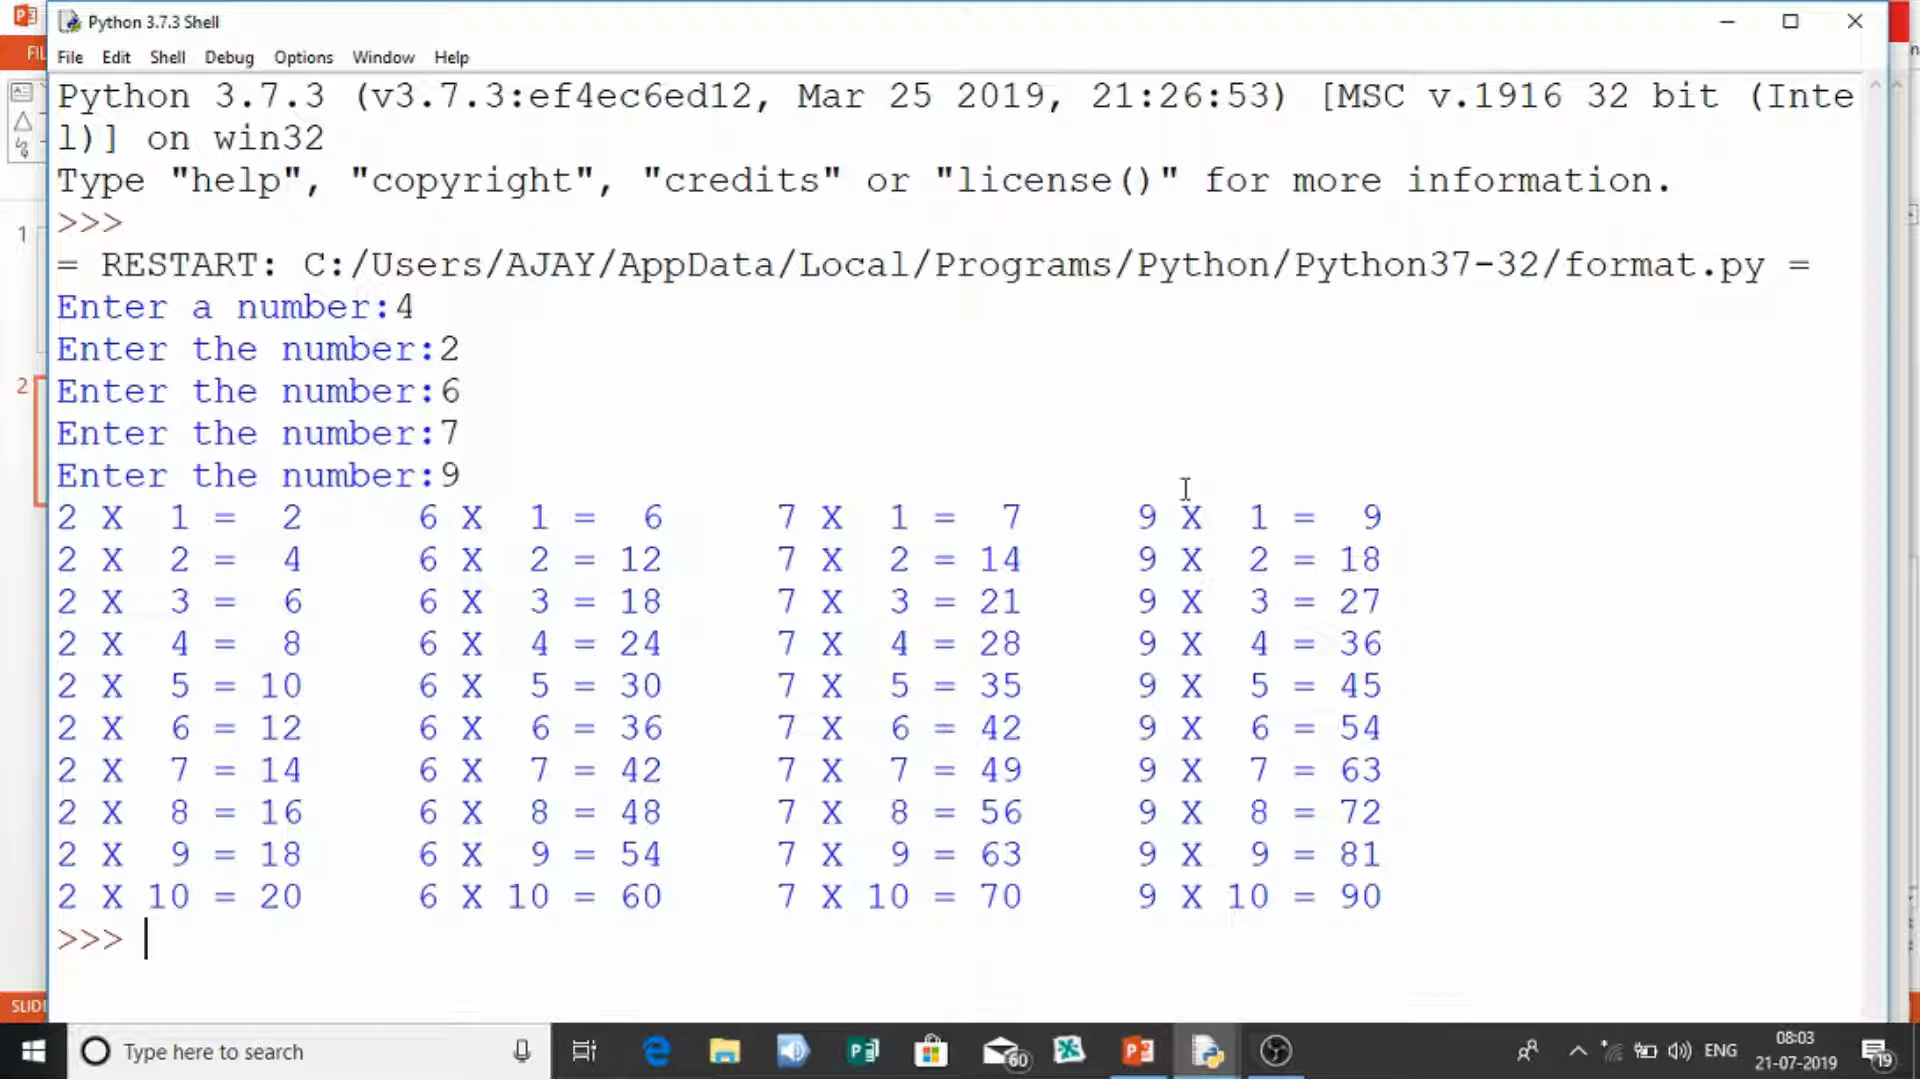 Python 3.7.3 Shell
File Edit Shell Debug Options Window Help
Python 3.7.3 (v3.7.3:ef4ec6ed12, Mar 25 2019, 21:26:53) [MSC v.1916 32 bit (Inte
l)] on win32
Type "help", "copyright", "credits" or "license()" for more information.
>>>
= RESTART: C:/Users/AJAY/AppData/Local/Programs/Python/Python37-32/format.py =
Enter a number:4
Enter the number:2
Enter the number:6
Enter the number:7
Enter the number:9
2 X  1 =  2     6 X  1 =  6     7 X  1 =  7     9 X  1 =  9
2 X  2 =  4     6 X  2 = 12     7 X  2 = 14     9 X  2 = 18
2 X  3 =  6     6 X  3 = 18     7 X  3 = 21     9 X  3 = 27
2 X  4 =  8     6 X  4 = 24     7 X  4 = 28     9 X  4 = 36
2 X  5 = 10     6 X  5 = 30     7 X  5 = 35     9 X  5 = 45
2 X  6 = 12     6 X  6 = 36     7 X  6 = 42     9 X  6 = 54
2 X  7 = 14     6 X  7 = 42     7 X  7 = 49     9 X  7 = 63
2 X  8 = 16     6 X  8 = 48     7 X  8 = 56     9 X  8 = 72
2 X  9 = 18     6 X  9 = 54     7 X  9 = 63     9 X  9 = 81
2 X 10 = 20     6 X 10 = 60     7 X 10 = 70     9 X 10 = 90
>>>
1
2
SLID
Type here to search
60
ENG
08:03
21-07-2019
19